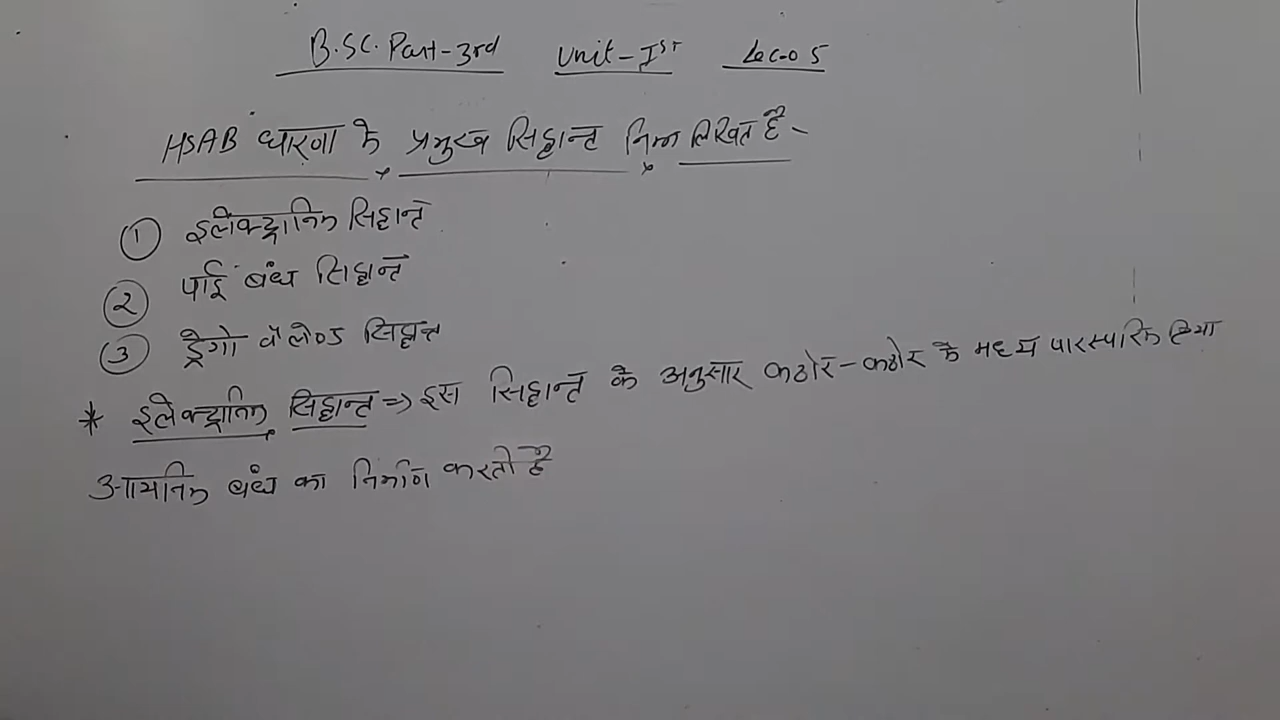 B.SC. Part-3rd Unit-Ist Lec-05
HSAB धारणा के प्रमुख सिद्धान्त निम्न लिखित है -
① इलेक्ट्रानिक सिद्धान्त
② पाई बंध सिद्धान्त
③ ड्रैगो वॅलेण्ड सिद्धान्त
* इलेक्ट्रानिक सिद्धान्त => इस सिद्धान्त के अनुसार कठोर-कठोर के मध्य पारस्परिक क्रिया
आयनिक बंध का निर्माण करती है